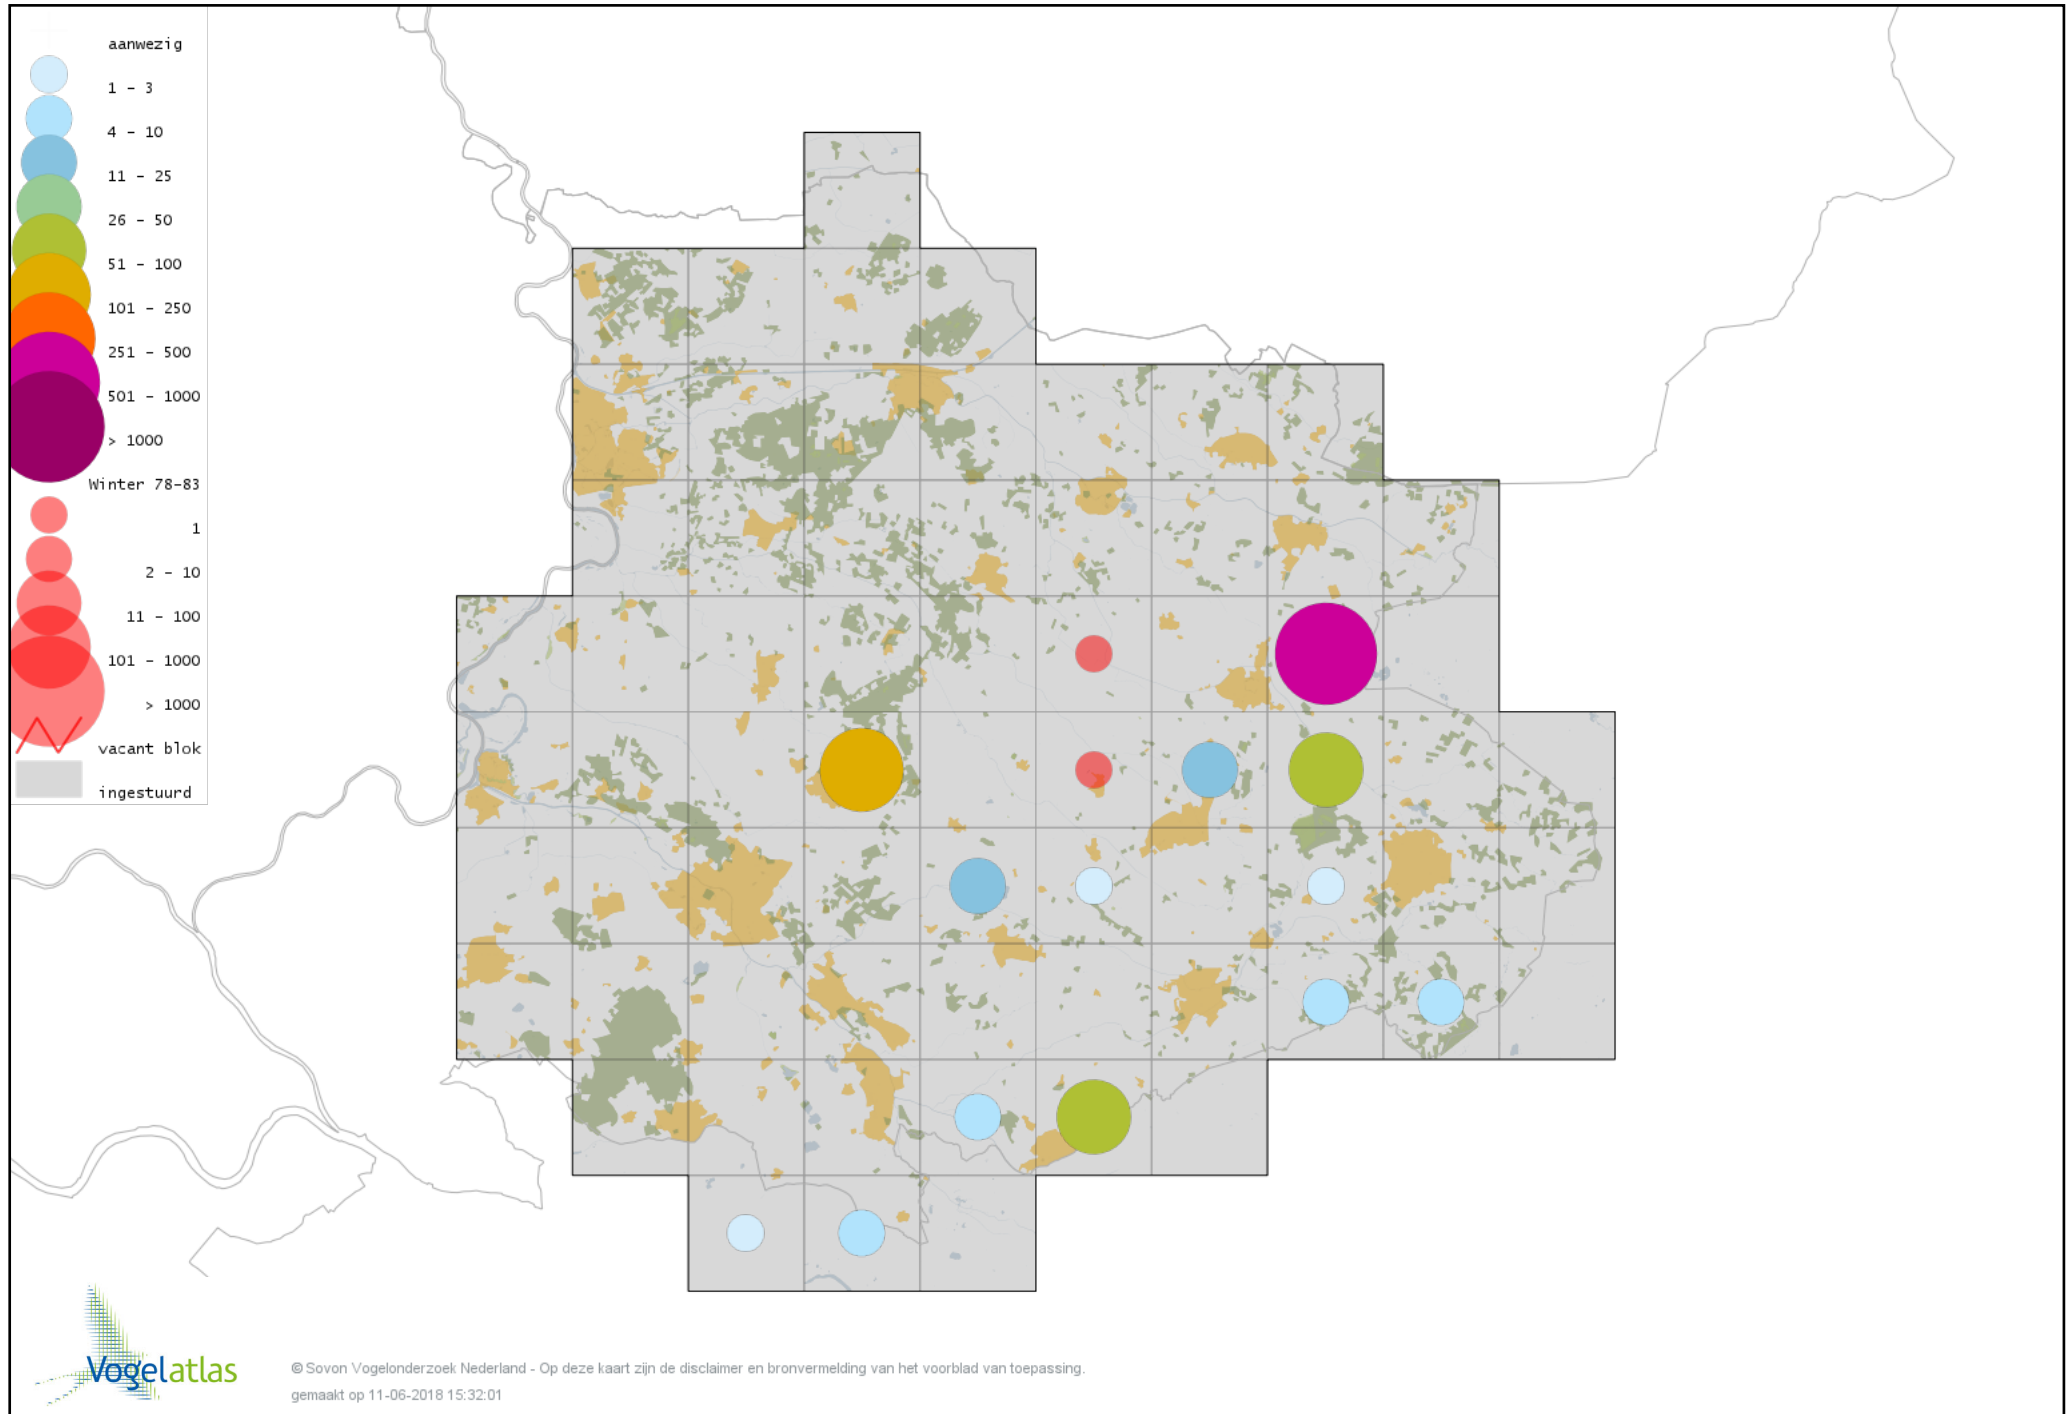 aanwezig
1 - 3
4 - 10
11 - 25
26 - 50
51 - 100
101 - 250
251 - 500
501 - 1000
> 1000
Winter 78-83
1
2 - 10
11 - 100
101 - 1000
> 1000
vacant blok
ingestuurd
Vogelatlas
© Sovon Vogelonderzoek Nederland - Op deze kaart zijn de disclaimer en bronvermelding van het voorblad van toepassing.
gemaakt op 11-06-2018 15:32:01